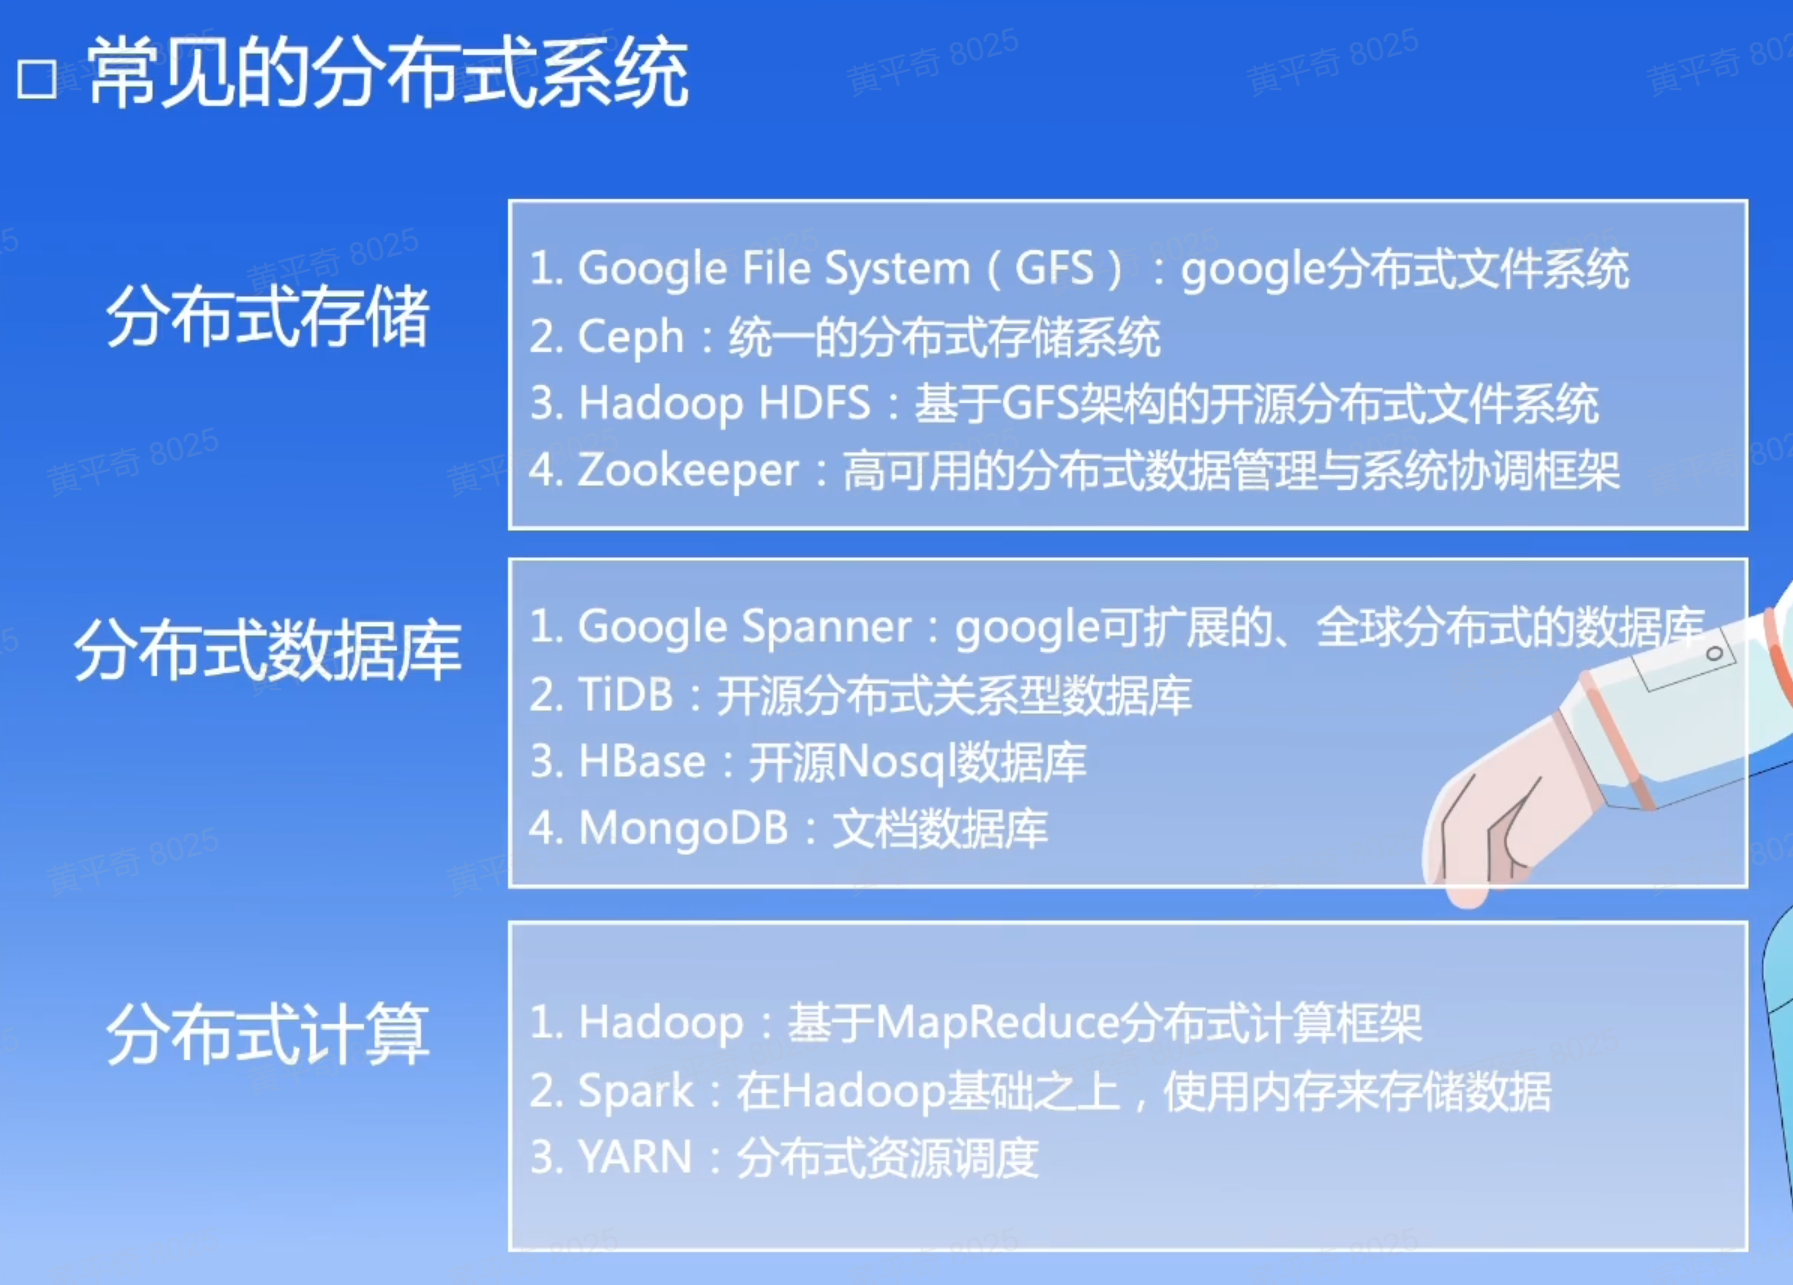 常见的分布式系统
分布式存储
1. Google File System（GFS）：google分布式文件系统
2. Ceph：统一的分布式存储系统
3. Hadoop HDFS：基于GFS架构的开源分布式文件系统
4. Zookeeper：高可用的分布式数据管理与系统协调框架
分布式数据库
1. Google Spanner：google可扩展的、全球分布式的数据库
2. TiDB：开源分布式关系型数据库
3. HBase：开源Nosql数据库
4. MongoDB：文档数据库
分布式计算
1. Hadoop：基于MapReduce分布式计算框架
2. Spark：在Hadoop基础之上，使用内存来存储数据
3. YARN：分布式资源调度
黄平奇 8025